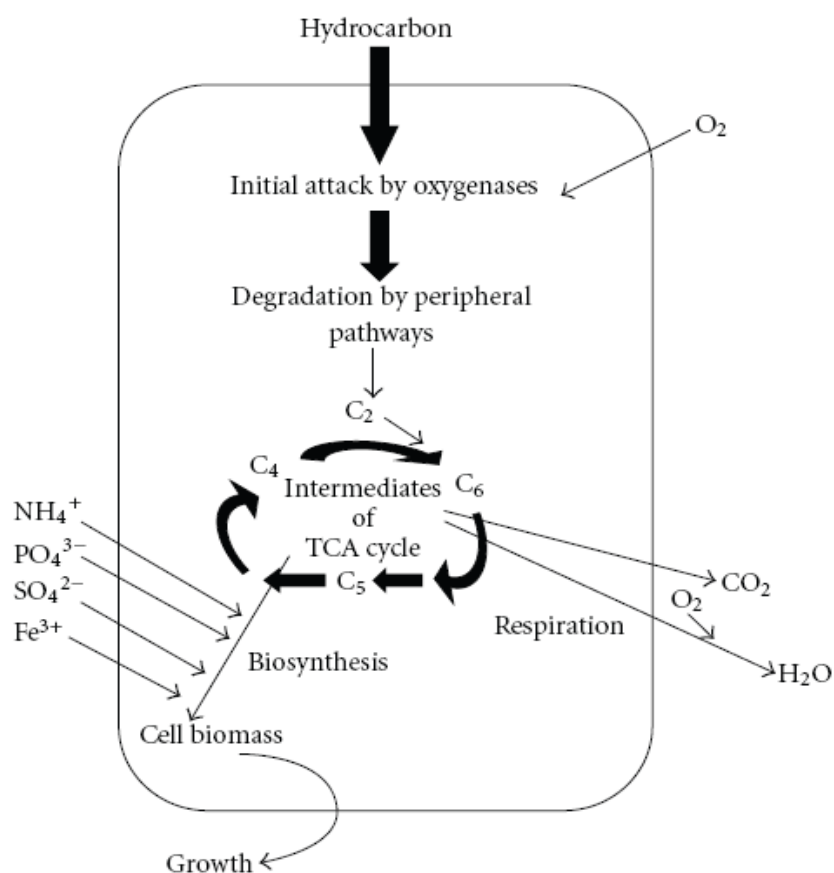 Hydrocarbon
O₂
Initial attack by oxygenases
Degradation by peripheral
pathways
C₂
C₄
C₆
Intermediates
of
TCA cycle
C₅
NH₄⁺
PO₄³⁻
SO₄²⁻
Fe³⁺
CO₂
O₂
Respiration
H₂O
Biosynthesis
Cell biomass
Growth